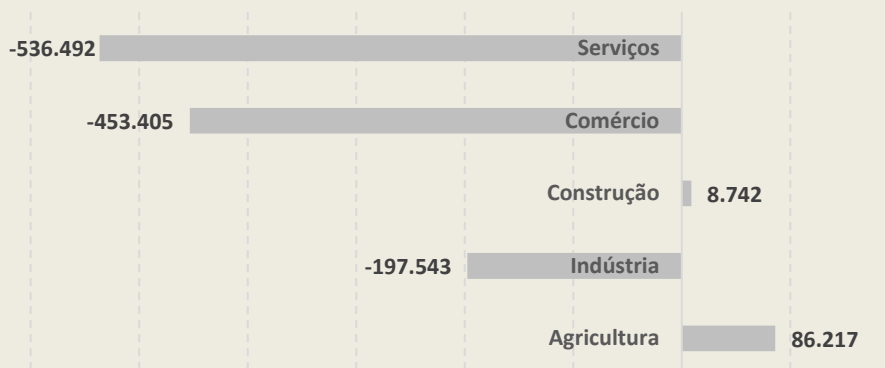 -536.492 Serviços
-453.405 Comércio
Construção 8.742
-197.543 Indústria
Agricultura 86.217